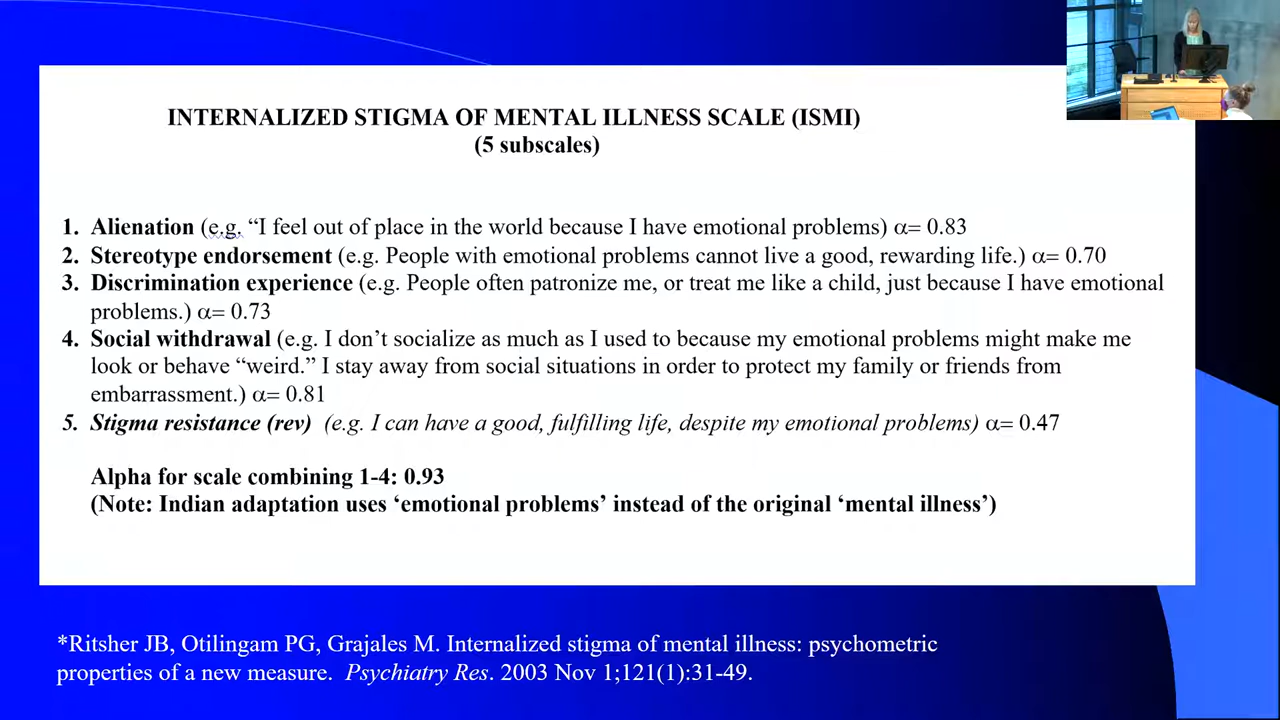 INTERNALIZED STIGMA OF MENTAL ILLNESS SCALE (ISMI)
(5 subscales)
1. Alienation (e.g. “I feel out of place in the world because I have emotional problems) α= 0.83
2. Stereotype endorsement (e.g. People with emotional problems cannot live a good, rewarding life.) α= 0.70
3. Discrimination experience (e.g. People often patronize me, or treat me like a child, just because I have emotional
problems.) α= 0.73
4. Social withdrawal (e.g. I don’t socialize as much as I used to because my emotional problems might make me
look or behave “weird.” I stay away from social situations in order to protect my family or friends from
embarrassment.) α= 0.81
5. Stigma resistance (rev) (e.g. I can have a good, fulfilling life, despite my emotional problems) α= 0.47
Alpha for scale combining 1-4: 0.93
(Note: Indian adaptation uses ‘emotional problems’ instead of the original ‘mental illness’)
*Ritsher JB, Otilingam PG, Grajales M. Internalized stigma of mental illness: psychometric
properties of a new measure. Psychiatry Res. 2003 Nov 1;121(1):31-49.